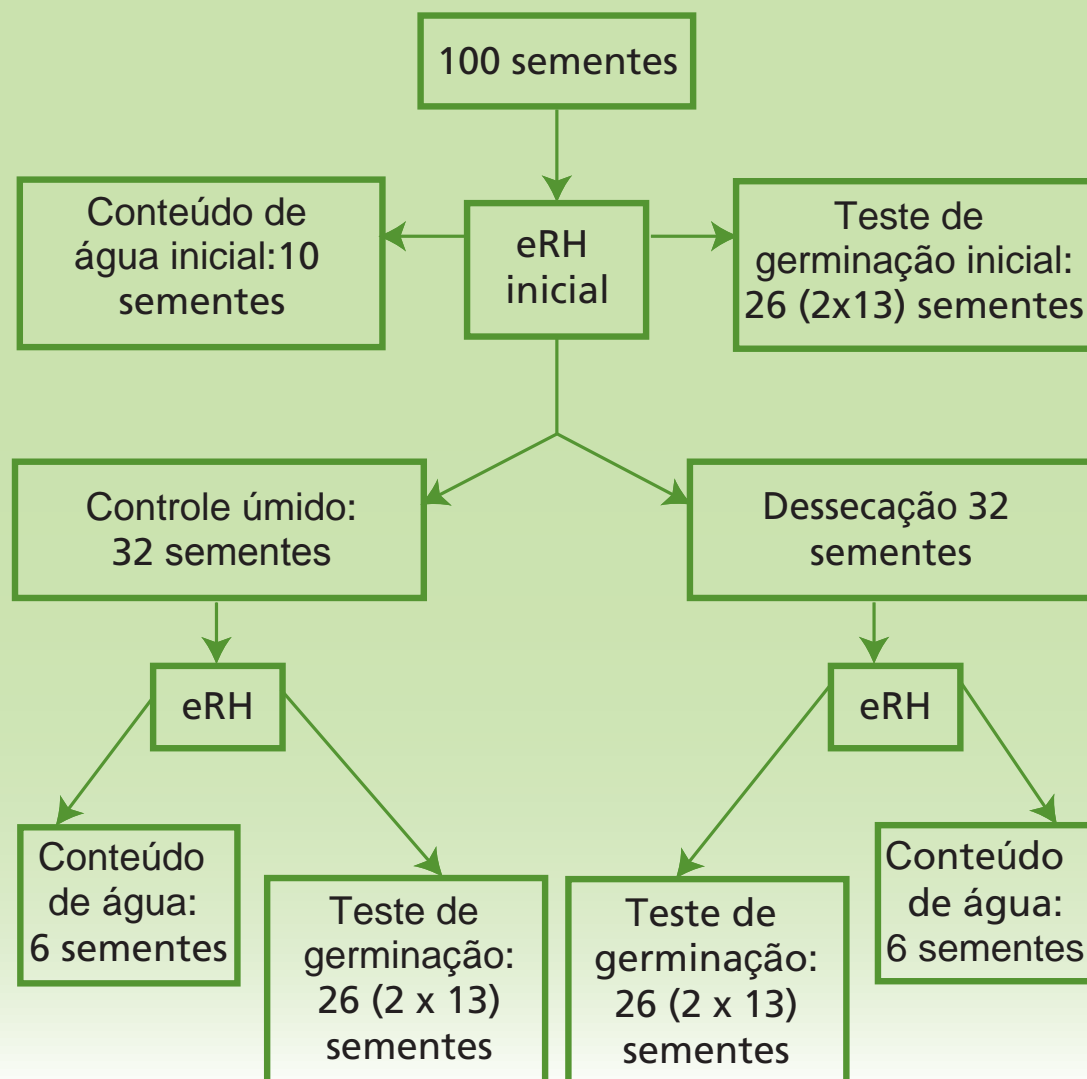 100 sementes
Conteúdo de
água inicial:10
sementes
eRH
inicial
Teste de
germinação inicial:
26 (2x13) sementes
Controle úmido:
32 sementes
Dessecação 32
sementes
eRH
eRH
Conteúdo
de água:
6 sementes
Teste de
germinação:
26 (2 x 13)
sementes
Teste de
germinação:
26 (2 x 13)
sementes
Conteúdo
de água:
6 sementes